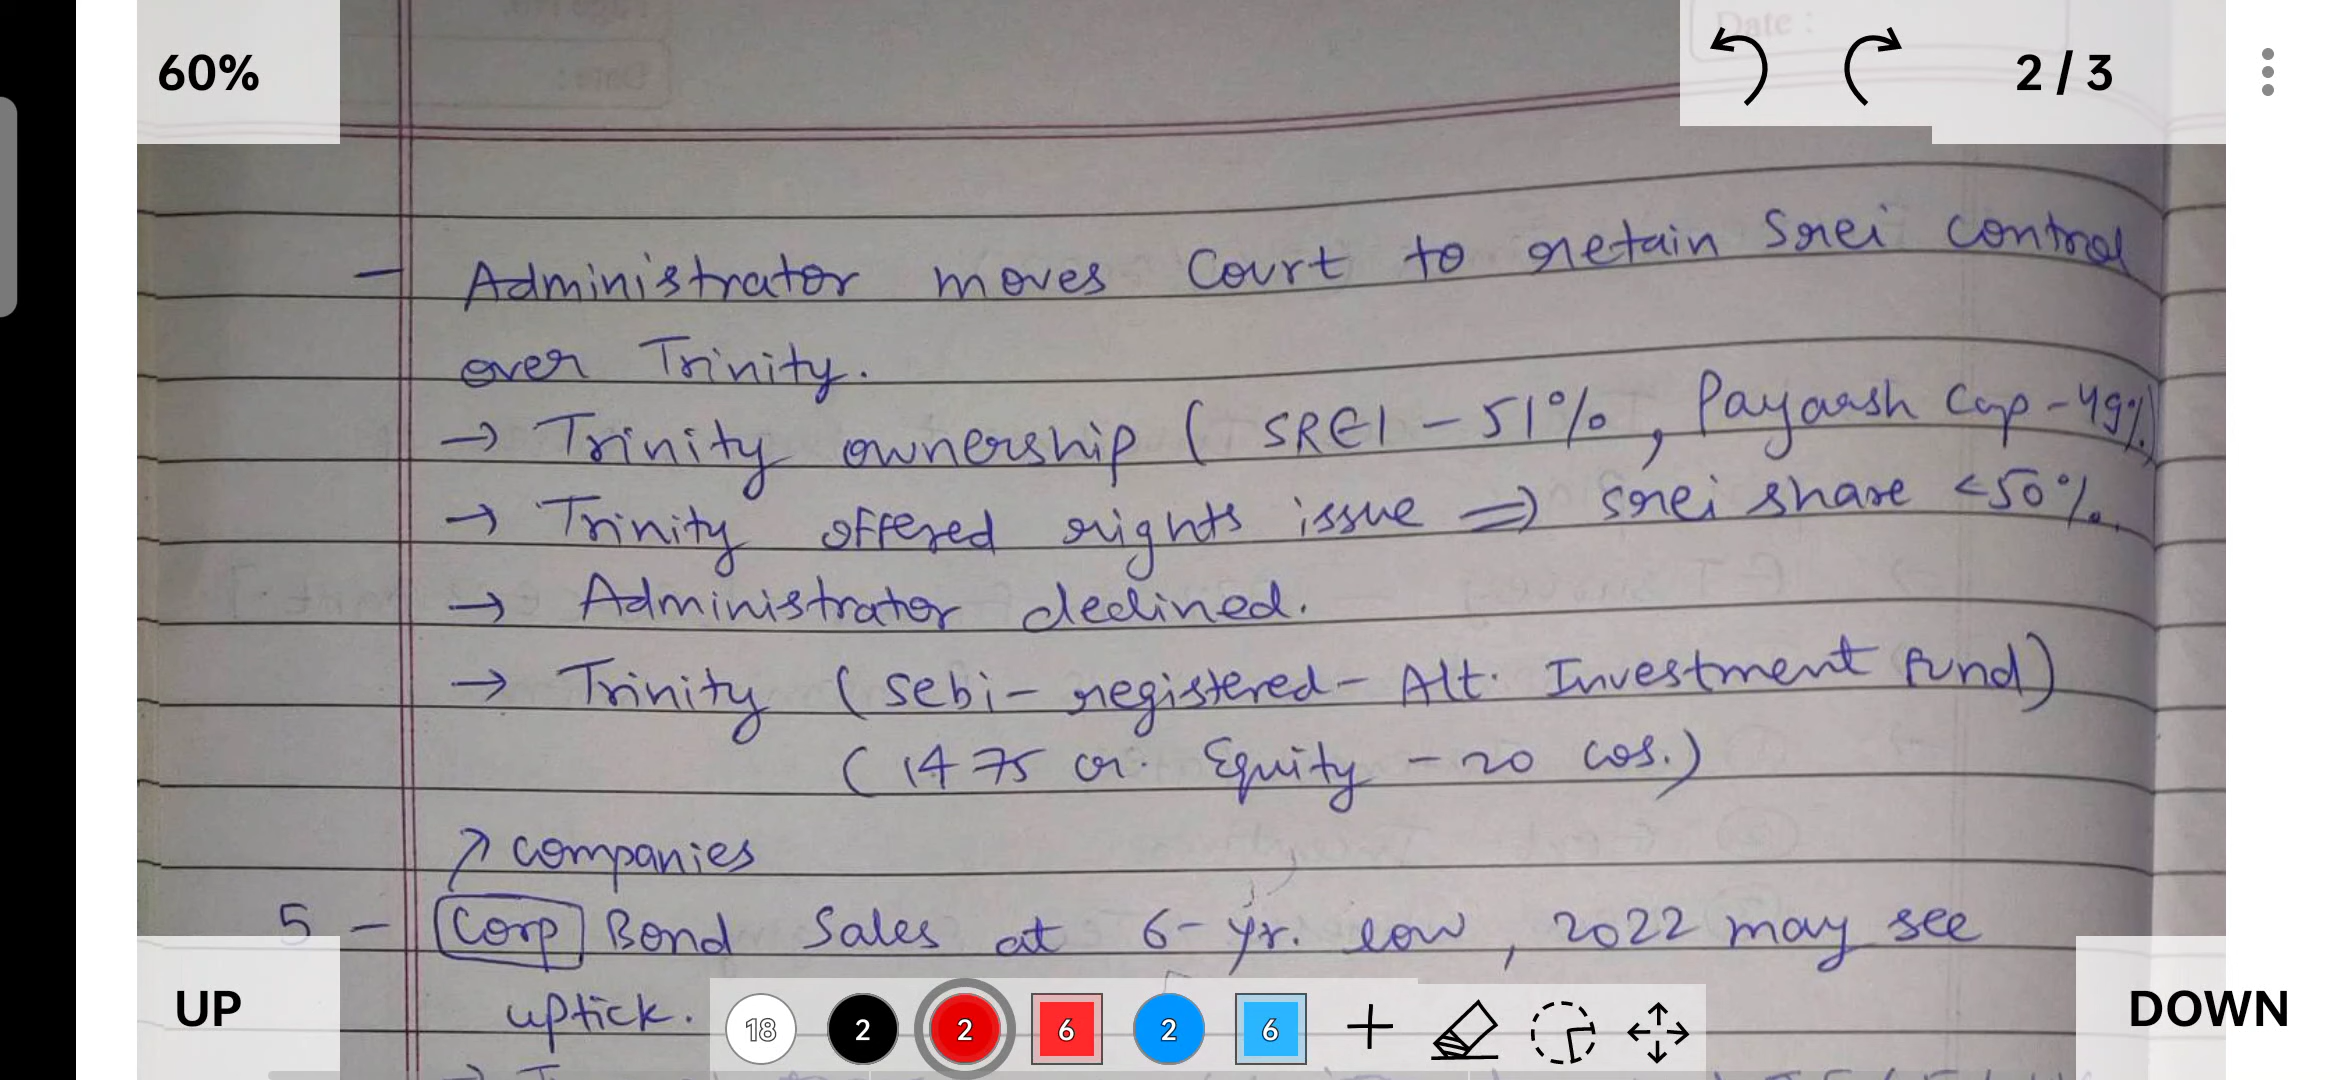 60%
2 / 3
Date :
- Administrator moves Court to retain Srei control
over Trinity.
→ Trinity ownership ( SREI - 51%, Payaash Cap - 49%)
→ Trinity offered rights issue ⇒ srei share <50%.
→ Administrator declined.
→ Trinity (sebi- registered- Alt. Investment fund)
( 1475 cr. Equity - 20 cos.)
↗ companies
5 - Corp Bond Sales at 6-yr. low, 2022 may see
uptick.
UP
18 2 2 6 2 6
DOWN